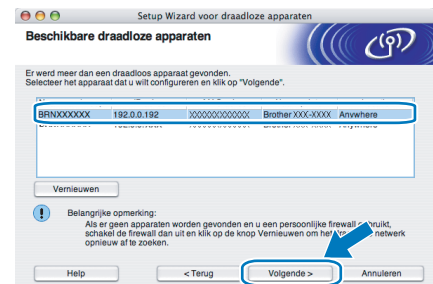 Setup Wizard voor draadloze apparaten
Beschikbare draadloze apparaten
Er werd meer dan een draadloos apparaat gevonden.
Selecteer het apparaat dat u wilt configureren en klik op "Volgende".
BRNXXXXXX 192.0.0.192 XXXXXXXXXXXX Brother XXX-XXXX Anywhere
Vernieuwen
Belangrijke opmerking:
Als er geen apparaten worden gevonden en u een persoonlijke firewall gebruikt,
schakel de firewall dan uit en klik op de knop Vernieuwen om het netwerk
opnieuw af te zoeken.
Help
< Terug
Volgende >
Annuleren